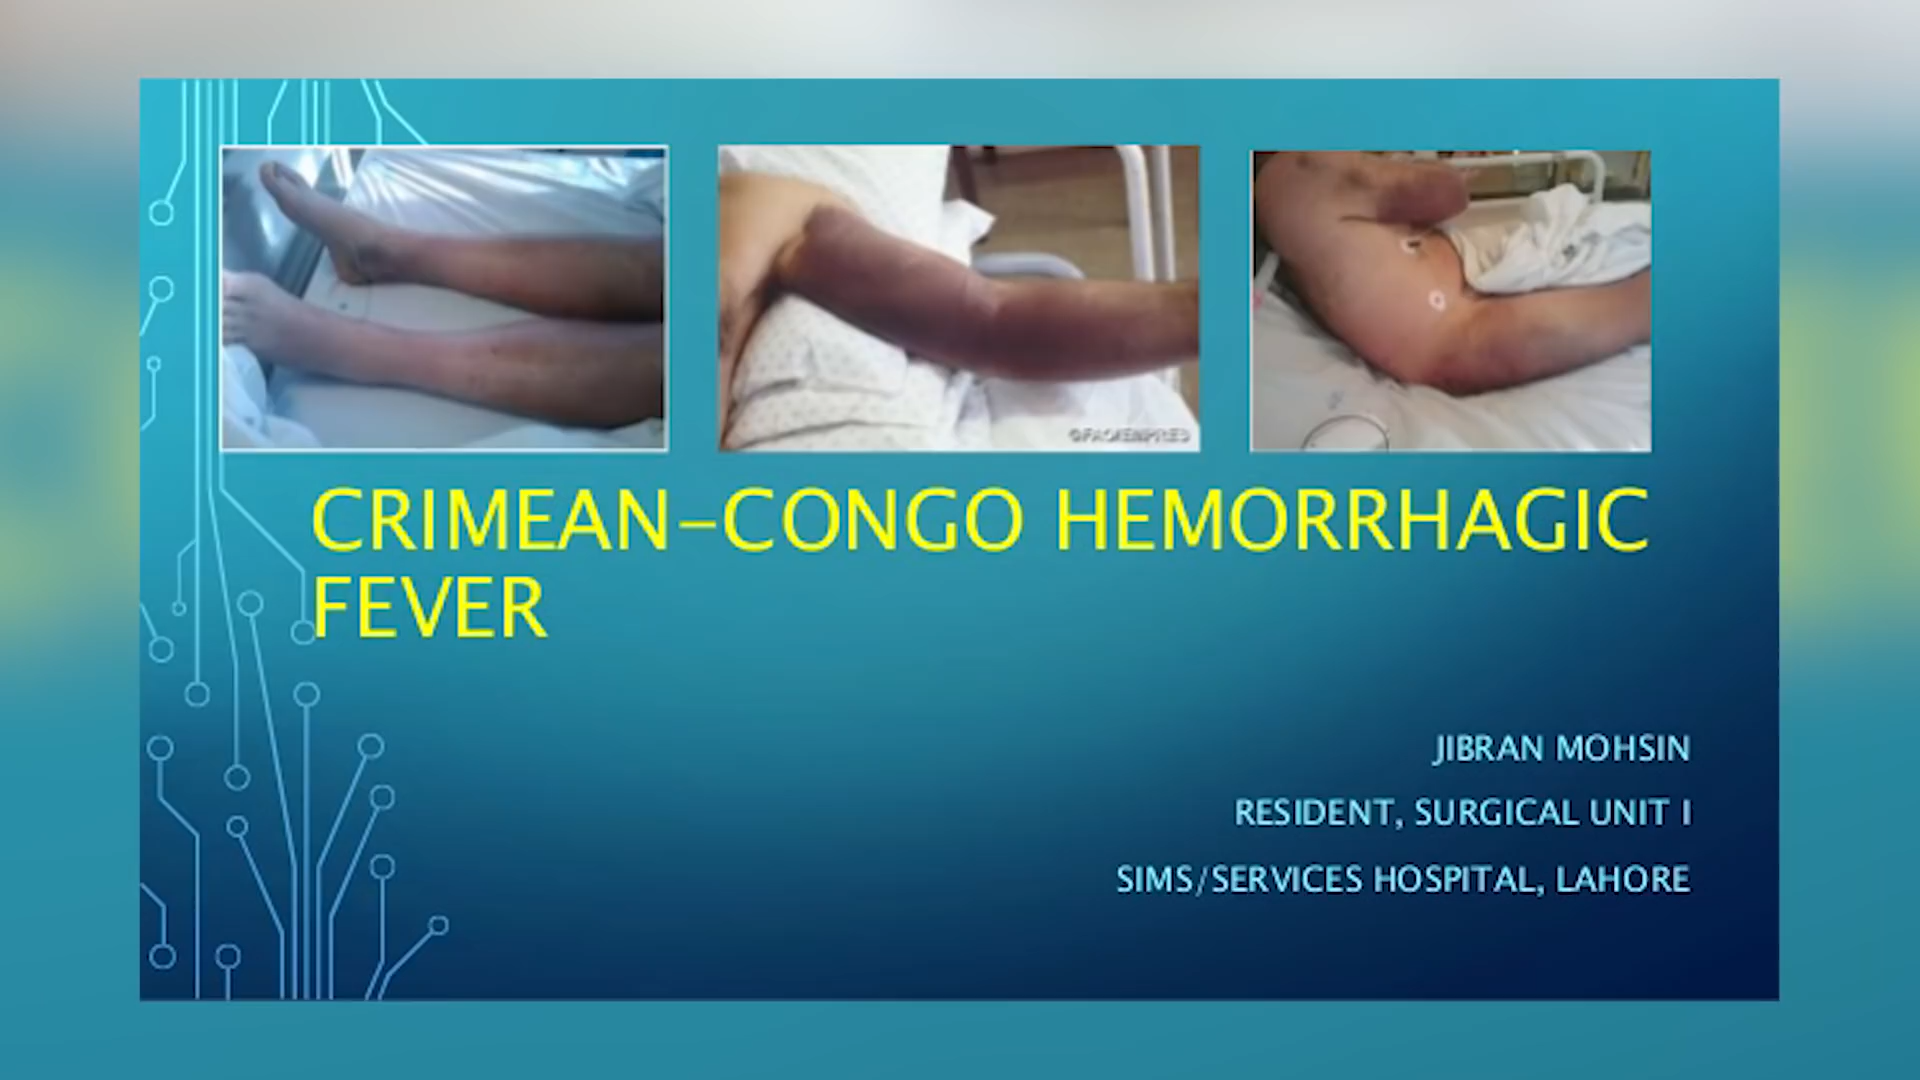 CRIMEAN-CONGO HEMORRHAGIC
FEVER
JIBRAN MOHSIN
RESIDENT, SURGICAL UNIT I
SIMS/SERVICES HOSPITAL, LAHORE